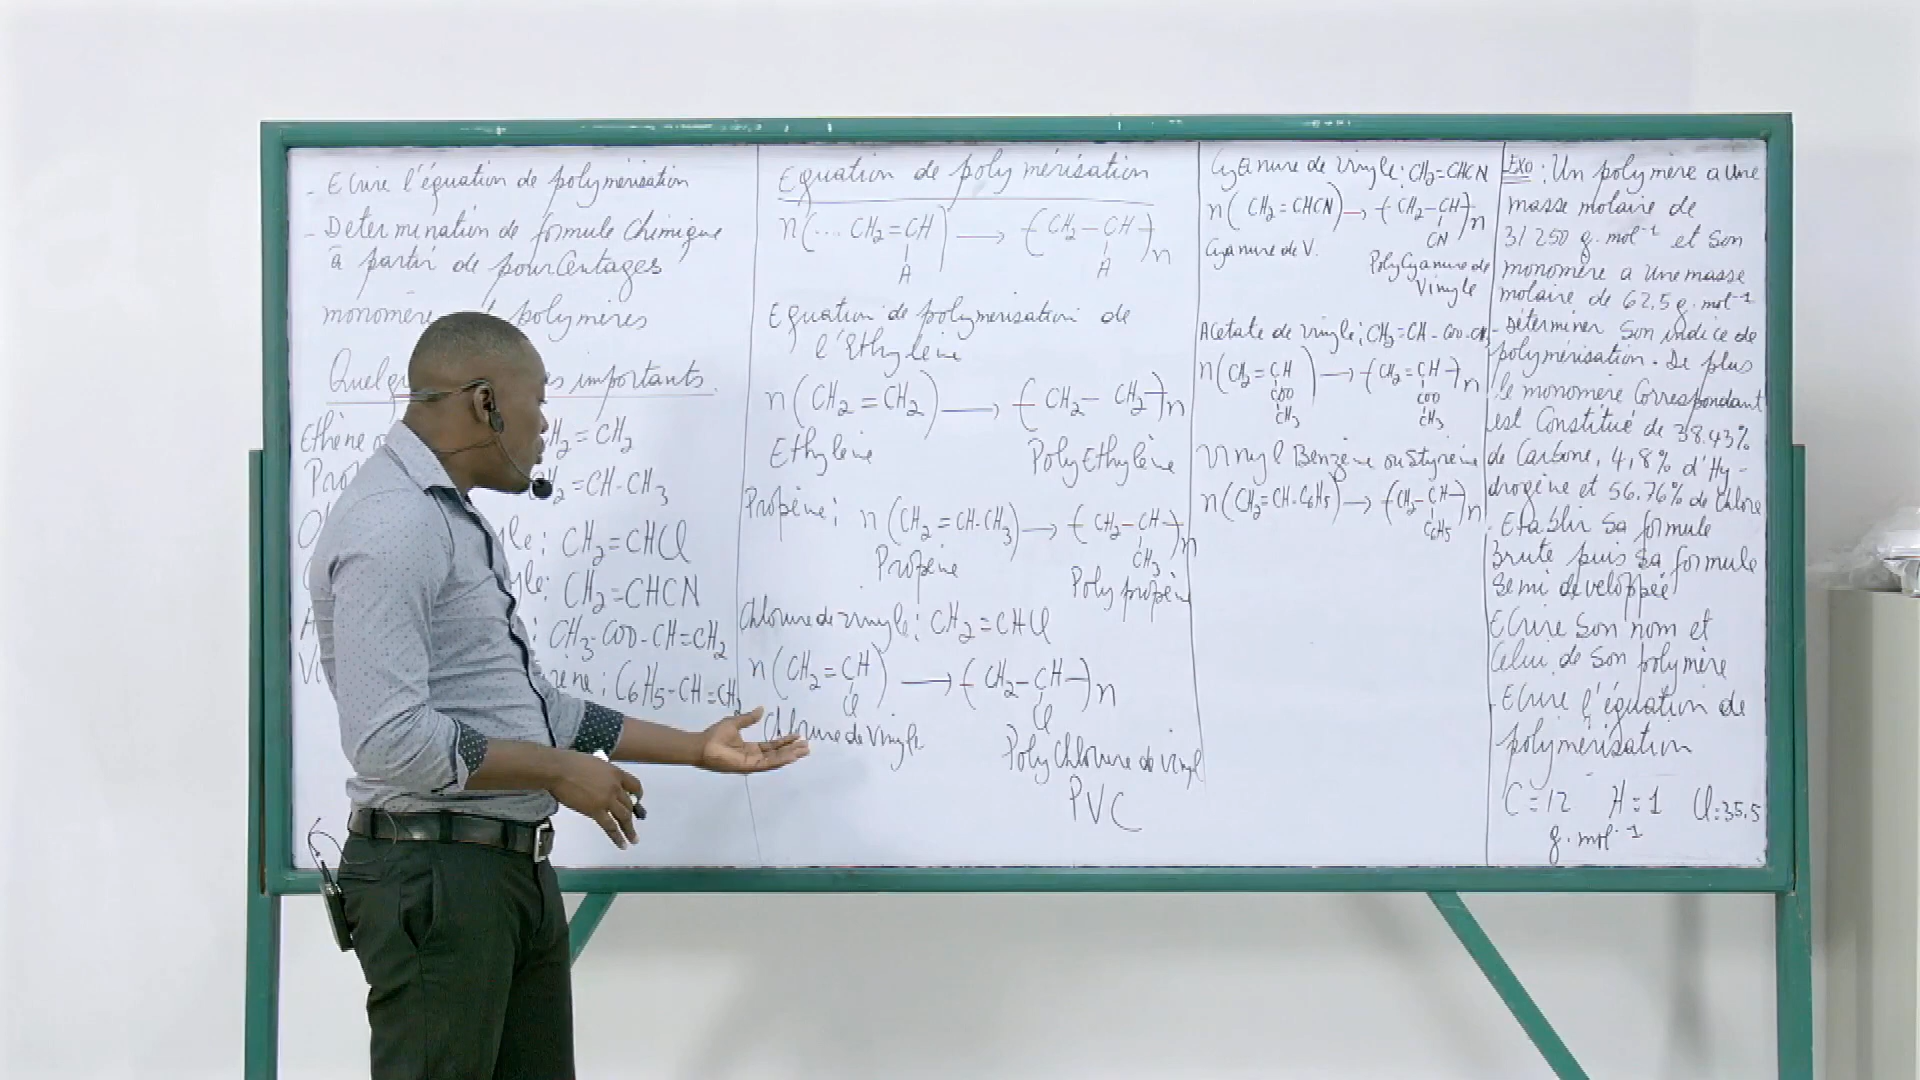 - Ecrire l'équation de polymérisation
- Détermination de formule chimique
à partir de pourcentages
monomère polymères
importants.
Ethène CH2 = CH2
CH2=CH-CH3
CH2=CHCl
CH2=CHCN
CH3-COO-CH=CH2
C6H5-CH=CH2
Equation de polymérisation
n(... CH2=CH) → -(CH2-CH)-n
A A
Equation de polymérisation de
l'Ethylène
n(CH2=CH2) → -(CH2-CH2)-n
Ethylène PolyEthylène
Propène : n(CH2=CH-CH3) → -(CH2-CH)-n
CH3
Propène Polypropène
Chlorure de vinyle : CH2=CHCl
n(CH2=CH) → -(CH2-CH)-n
Cl Cl
Chlorure de vinyle PolyChlorure de vinyl
PVC
Cyanure de vinyle : CH2=CHCN
n(CH2=CHCN) → -(CH2-CH)-n
CN
Cyanure de V. PolyCyanure de
Vinyle
Acétate de vinyle : CH2=CH-COO-CH3
n(CH2=CH) → -(CH2=CH)-n
COO COO
CH3 CH3
Vinyl Benzène ou Styrène
n(CH2=CH-C6H5) → -(CH2-CH)-n
C6H5
Exo : Un polymère a une
masse molaire de
31250 g.mol-1 et son
monomère a une masse
molaire de 62,5 g.mol-1
- Déterminer son indice de
polymérisation. De plus
le monomère correspondant
est constitué de 38.43%
de Carbone, 4,8% d'Hy-
drogène et 56.76% de Chlore
- Etablir sa formule
brute puis sa formule
semi developpée
Ecrire son nom et
celui de son polymère
- Ecrire l'équation de
polymérisation
C=12 H=1 Cl:35.5
g.mol-1